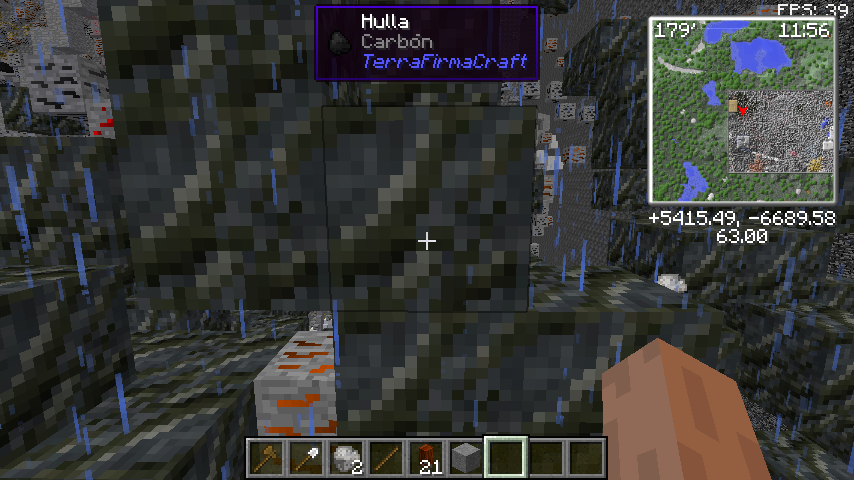 FPS: 39
Hulla
Carbón
TerraFirmaCraft
179' 11:56
+5415.49, -6689.58
63.00
2 21